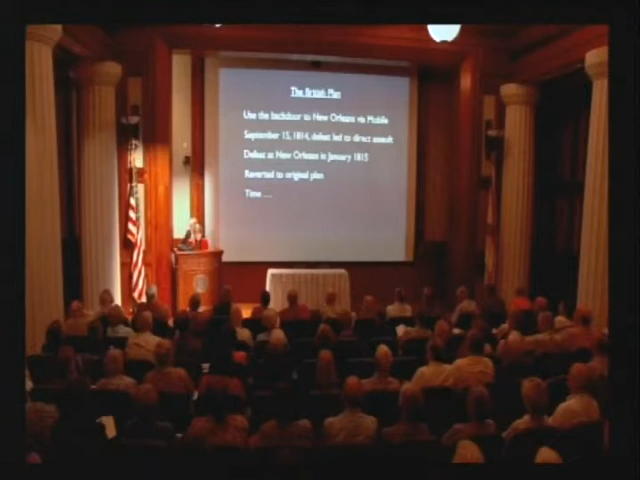 The British Plan
Use the backdoor to New Orleans via Mobile
September 15, 1814, defeat led to direct assault
Defeat at New Orleans in January 1815
Reverted to original plan
Time ....